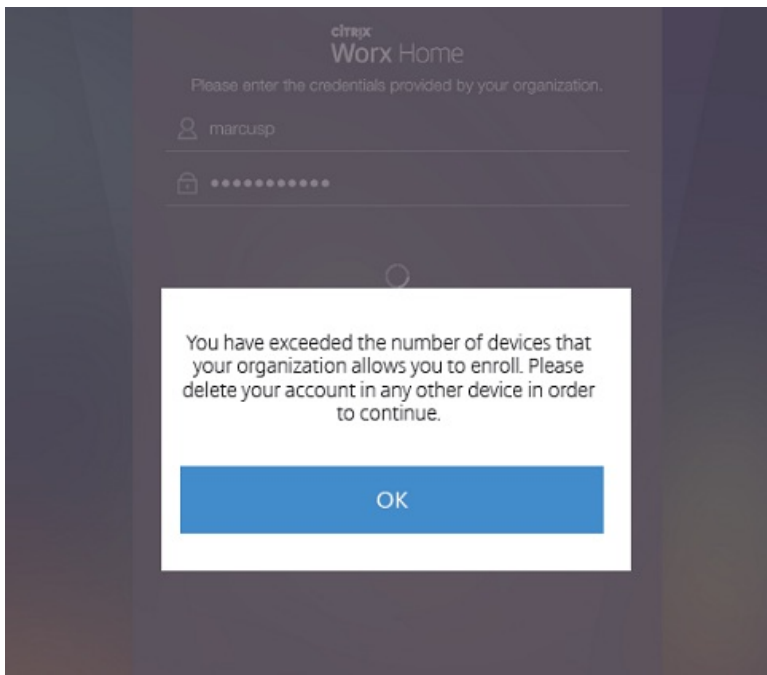 CİTRIX
Worx Home
Please enter the credentials provided by your organization.
marcusp
•••••••••••
You have exceeded the number of devices that
your organization allows you to enroll. Please
delete your account in any other device in order
to continue.
OK